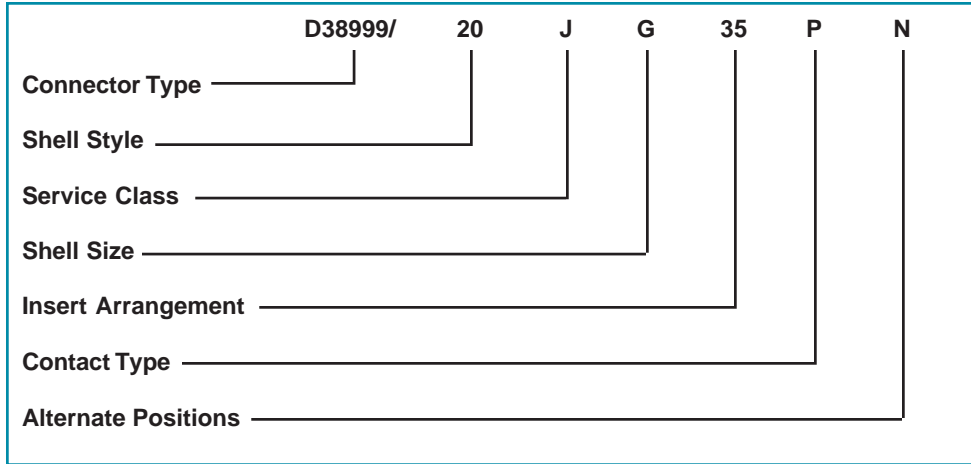 D38999/ 20 J G 35 P N
Connector Type
Shell Style
Service Class
Shell Size
Insert Arrangement
Contact Type
Alternate Positions